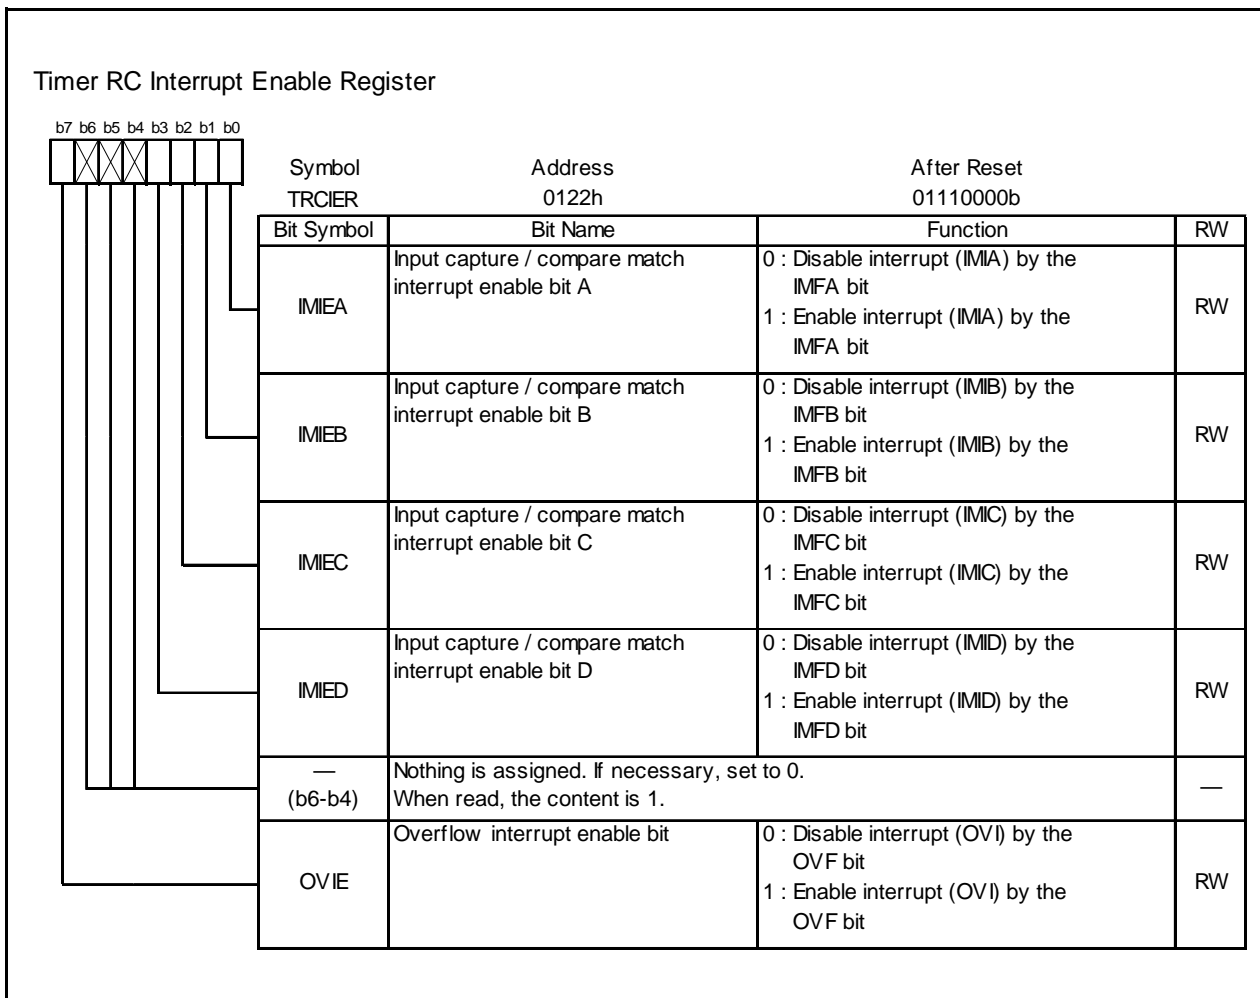 Timer RC Interrupt Enable Register
b7 b6 b5 b4 b3 b2 b1 b0
Symbol Address After Reset
TRCIER 0122h 01110000b
Bit Symbol Bit Name Function RW
IMIEA
Input capture / compare match
interrupt enable bit A
0 : Disable interrupt (IMIA) by the
IMFA bit
1 : Enable interrupt (IMIA) by the
IMFA bit
RW
IMIEB
Input capture / compare match
interrupt enable bit B
0 : Disable interrupt (IMIB) by the
IMFB bit
1 : Enable interrupt (IMIB) by the
IMFB bit
RW
IMIEC
Input capture / compare match
interrupt enable bit C
0 : Disable interrupt (IMIC) by the
IMFC bit
1 : Enable interrupt (IMIC) by the
IMFC bit
RW
IMIED
Input capture / compare match
interrupt enable bit D
0 : Disable interrupt (IMID) by the
IMFD bit
1 : Enable interrupt (IMID) by the
IMFD bit
RW
—
(b6-b4)
Nothing is assigned. If necessary, set to 0.
When read, the content is 1.
—
OVIE
Overflow interrupt enable bit
0 : Disable interrupt (OVI) by the
OVF bit
1 : Enable interrupt (OVI) by the
OVF bit
RW